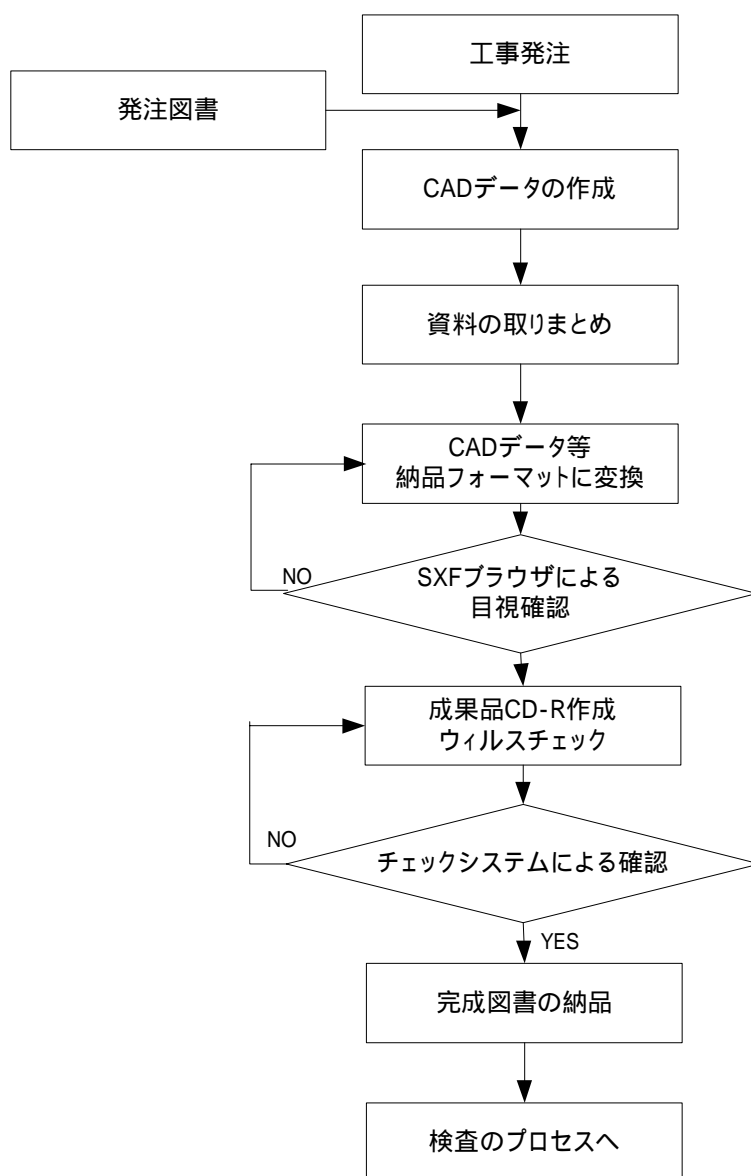 工事発注
発注図書
CADデータの作成
資料の取りまとめ
CADデータ等
納品フォーマットに変換
NO
SXFブラウザによる
目視確認
成果品CD-R作成
ウィルスチェック
NO
チェックシステムによる確認
YES
完成図書の納品
検査のプロセスへ